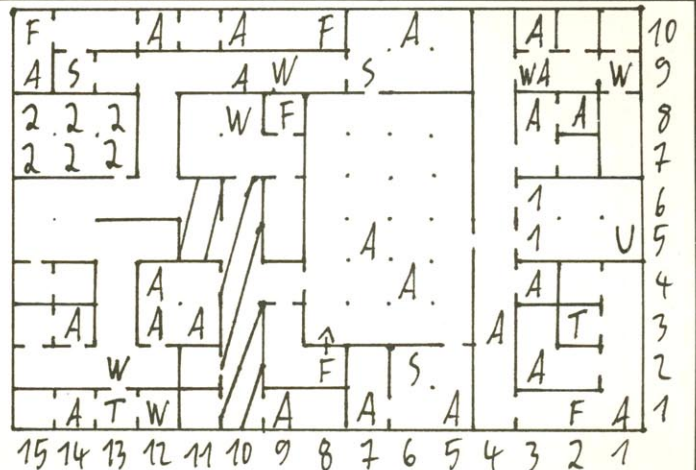 F A A F A A 10
A S A W S WA W 9
2 2 2 W F A A 8
2 2 2 7
1 6
A 1 U 5
A A A 4
A A A A T 3
W F S A 2
A T W A A A F A 1
15 14 13 12 11 10 9 8 7 6 5 4 3 2 1